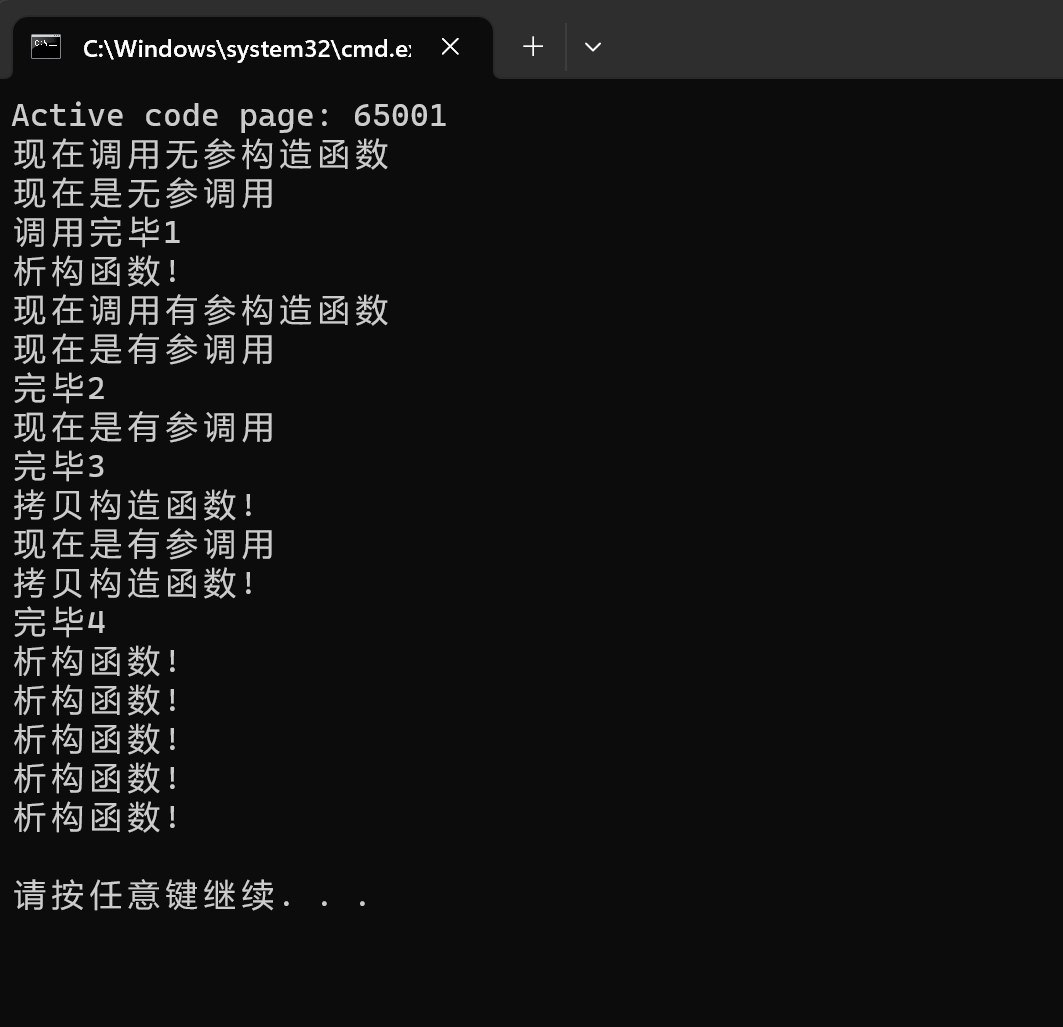 C:\Windows\system32\cmd.e
Active code page: 65001
现在调用无参构造函数
现在是无参调用
调用完毕1
析构函数!
现在调用有参构造函数
现在是有参调用
完毕2
现在是有参调用
完毕3
拷贝构造函数!
现在是有参调用
拷贝构造函数!
完毕4
析构函数!
析构函数!
析构函数!
析构函数!
析构函数!
请按任意键继续. . .